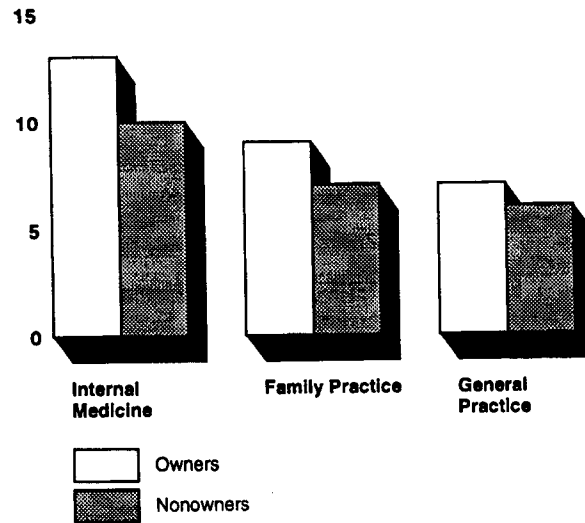 15
10
5
0
Internal
Medicine
Family Practice
General
Practice
Owners
Nonowners